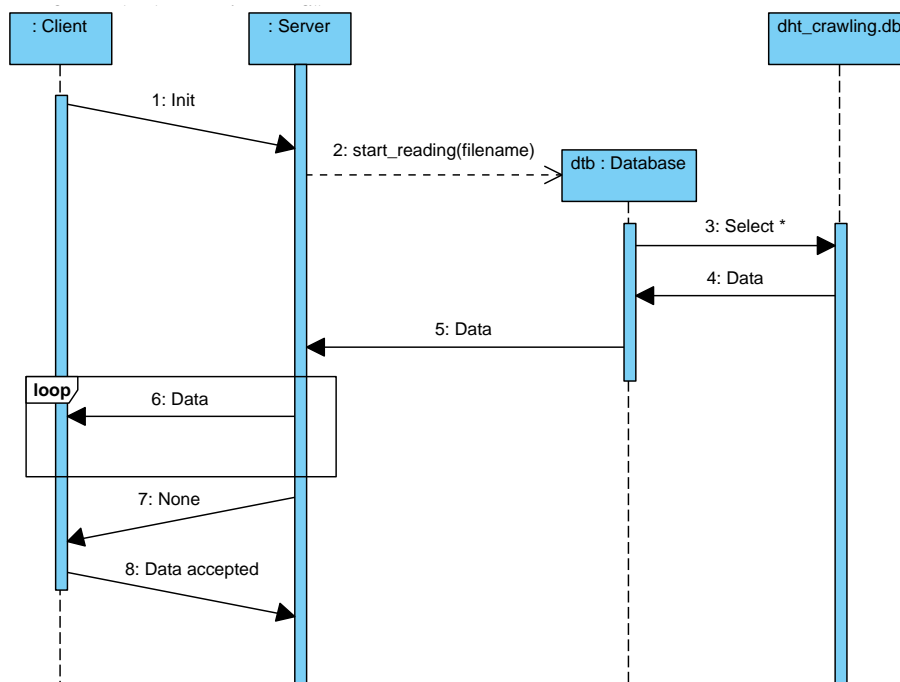 : Client
: Server
dht_crawling.db
1: Init
2: start_reading(filename)
dtb : Database
3: Select *
4: Data
5: Data
loop
6: Data
7: None
8: Data accepted